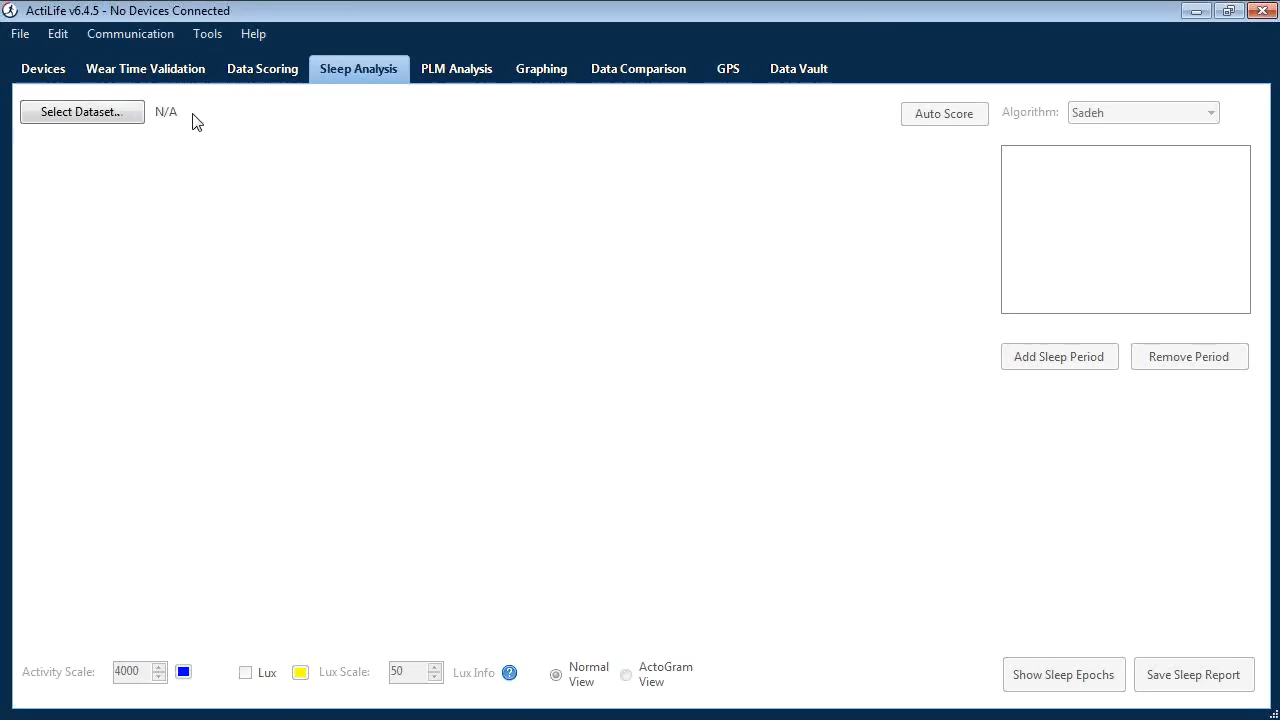 ActiLife v6.4.5 - No Devices Connected
File Edit Communication Tools Help
Devices Wear Time Validation Data Scoring Sleep Analysis PLM Analysis Graphing Data Comparison GPS Data Vault
Select Dataset... N/A Auto Score Algorithm: Sadeh
Add Sleep Period Remove Period
Activity Scale: 4000 Lux Lux Scale: 50 Lux Info ? Normal View ActoGram View Show Sleep Epochs Save Sleep Report